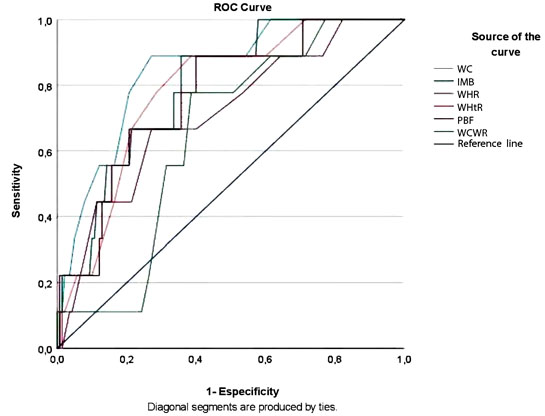 ROC Curve
Source of the
curve
WC
IMB
WHR
WHtR
PBF
WCWR
Reference line
Sensitivity
1,0
0,8
0,6
0,4
0,2
0,0
0,0 0,2 0,4 0,6 0,8 1,0
1- Especificity
Diagonal segments are produced by ties.